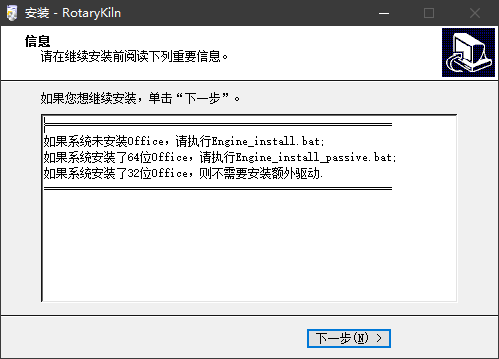 安装 - RotaryKiln
信息
请在继续安装前阅读下列重要信息。
如果您想继续安装，单击“下一步”。
如果系统未安装Office，请执行Engine_install.bat;
如果系统安装了64位Office，请执行Engine_install_passive.bat;
如果系统安装了32位Office，则不需要安装额外驱动.
下一步(N) >